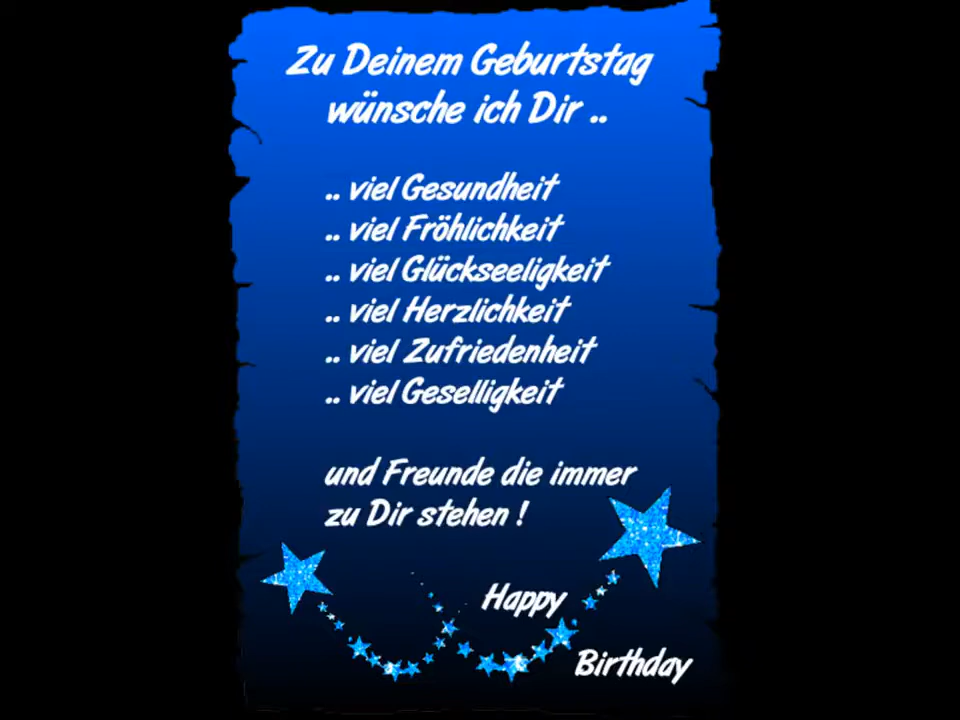 Zu Deinem Geburtstag
wünsche ich Dir ..
.. viel Gesundheit
.. viel Fröhlichkeit
.. viel Glückseeligkeit
.. viel Herzlichkeit
.. viel Zufriedenheit
.. viel Geselligkeit
und Freunde die immer
zu Dir stehen !
Happy
Birthday